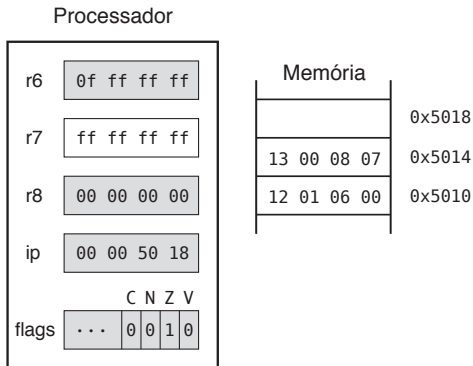 Processador
r6 0f ff ff ff
r7 ff ff ff ff
r8 00 00 00 00
ip 00 00 50 18
C N Z V
flags ··· 0 0 1 0
Memória
0x5018
13 00 08 07 0x5014
12 01 06 00 0x5010